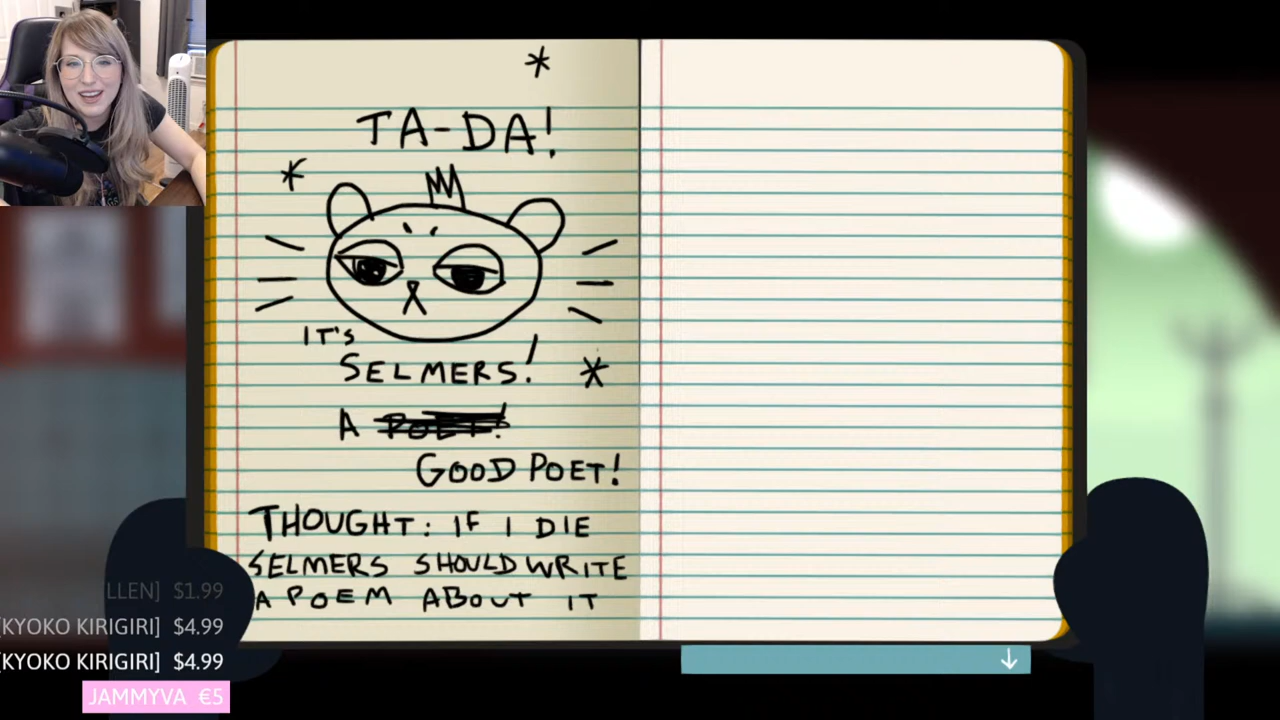 TA-DA!
IT'S
SELMERS!
A POET!
GOOD POET!
THOUGHT: IF I DIE
SELMERS SHOULD WRITE
A POEM ABOUT IT
LLEN] $1.99
[KYOKO KIRIGIRI] $4.99
[KYOKO KIRIGIRI] $4.99
JAMMYVA €5